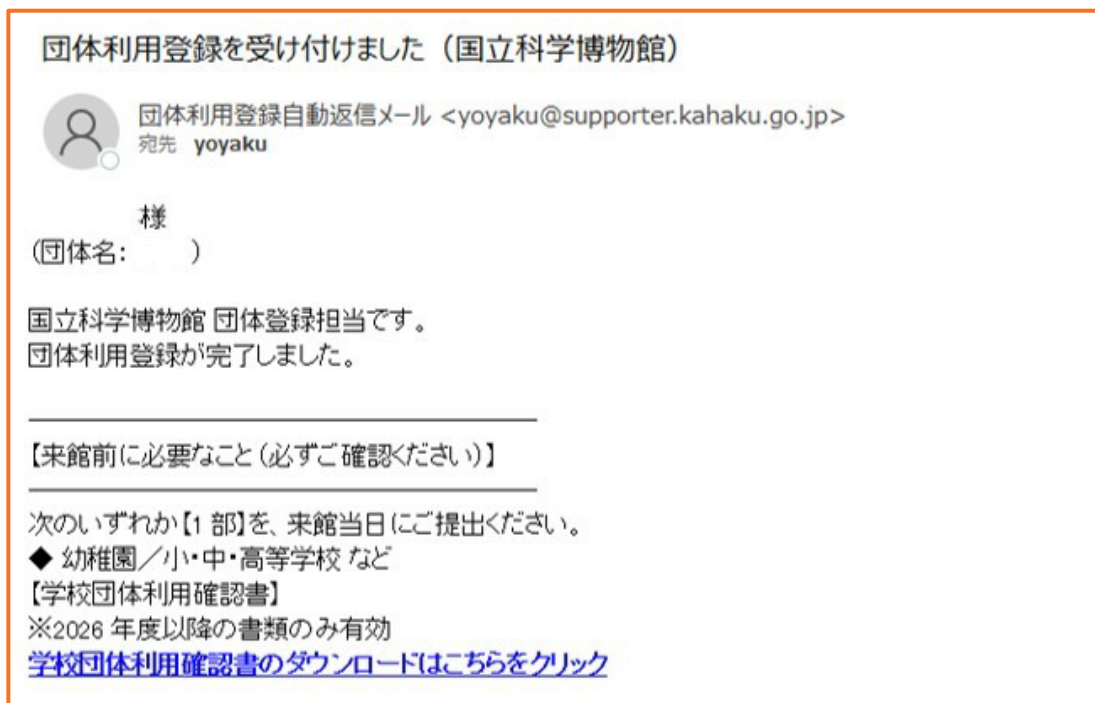 団体利用登録を受け付けました（国立科学博物館）
団体利用登録自動返信メール <yoyaku@supporter.kahaku.go.jp>
宛先 yoyaku
様
（団体名： ）
国立科学博物館 団体登録担当です。
団体利用登録が完了しました。
【来館前に必要なこと（必ずご確認ください）】
次のいずれか【1 部】を、来館当日にご提出ください。
◆ 幼稚園／小・中・高等学校 など
【学校団体利用確認書】
※2026 年度以降の書類のみ有効
学校団体利用確認書のダウンロードはこちらをクリック